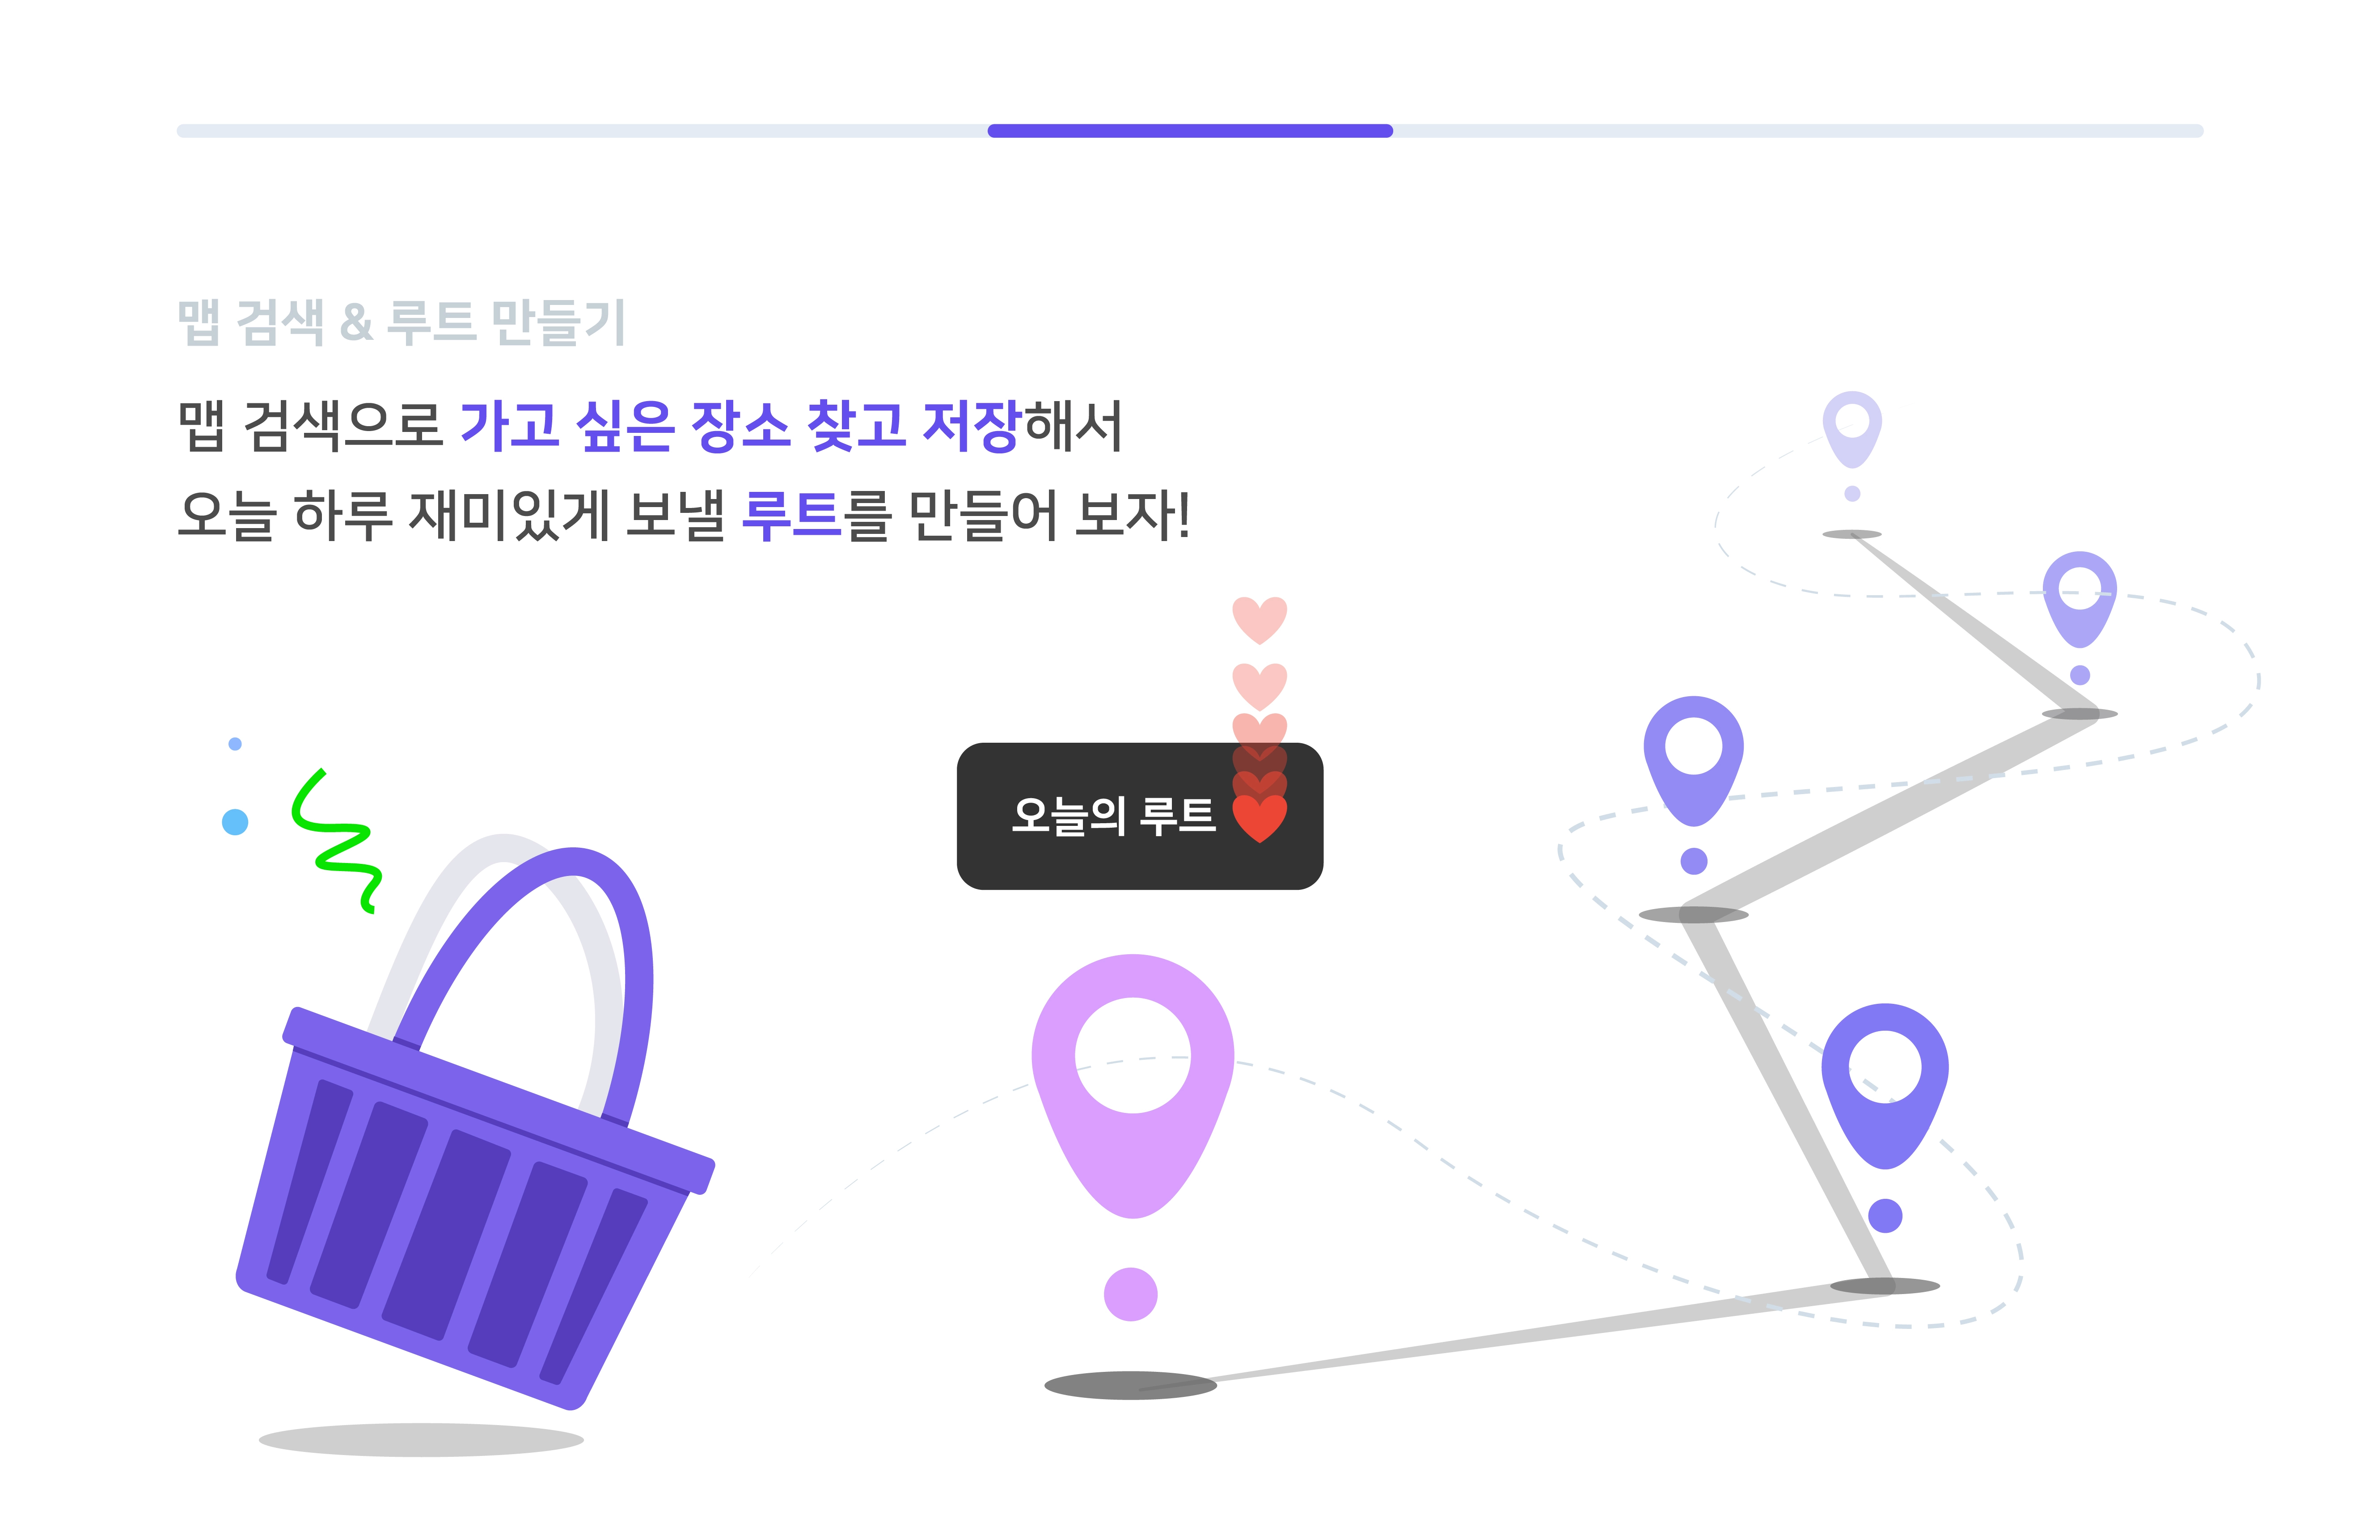 맵 검색 & 루트 만들기
맵 검색으로 가고 싶은 장소 찾고 저장해서
오늘 하루 재미있게 보낼 루트를 만들어 보자!
오늘의 루트